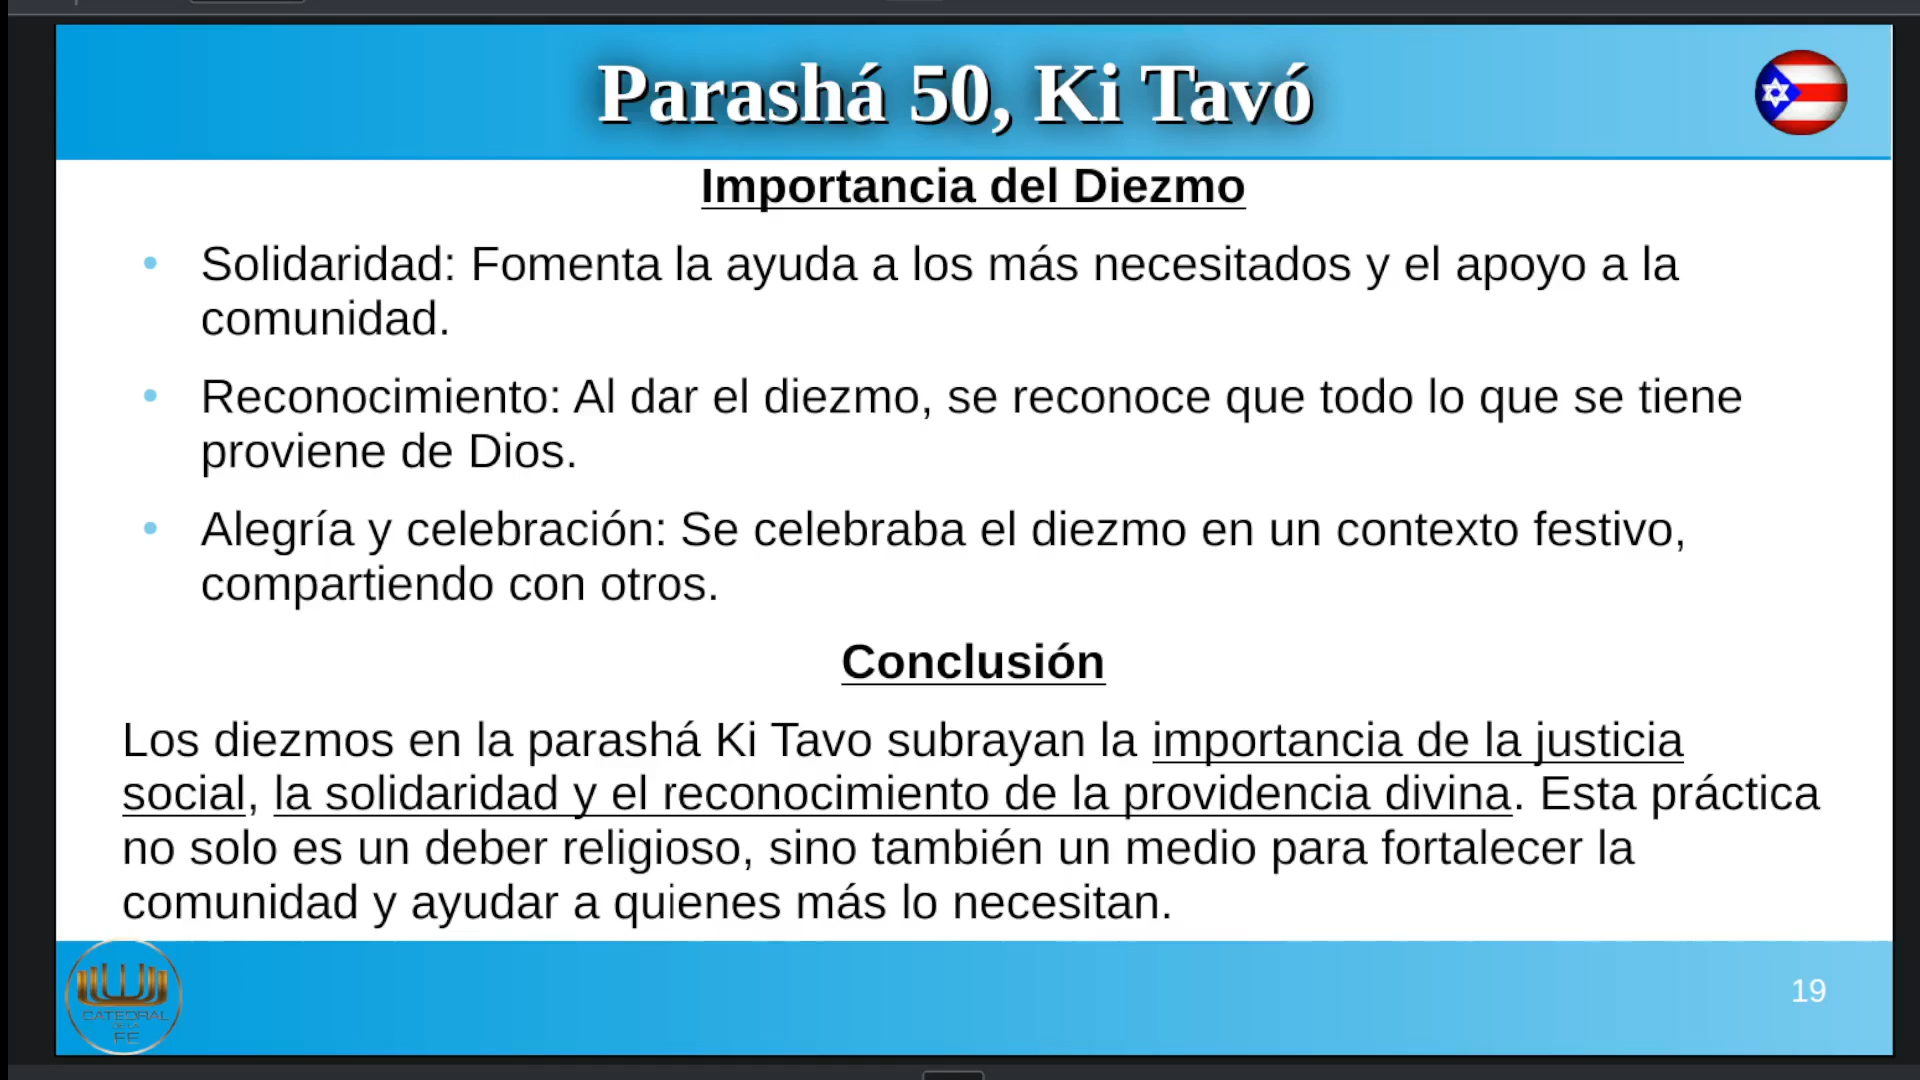 Parashá 50, Ki Tavó
Importancia del Diezmo
• Solidaridad: Fomenta la ayuda a los más necesitados y el apoyo a la
comunidad.
• Reconocimiento: Al dar el diezmo, se reconoce que todo lo que se tiene
proviene de Dios.
• Alegría y celebración: Se celebraba el diezmo en un contexto festivo,
compartiendo con otros.
Conclusión
Los diezmos en la parashá Ki Tavo subrayan la importancia de la justicia
social, la solidaridad y el reconocimiento de la providencia divina. Esta práctica
no solo es un deber religioso, sino también un medio para fortalecer la
comunidad y ayudar a quienes más lo necesitan.
CATEDRAL
DE LA
FE
19